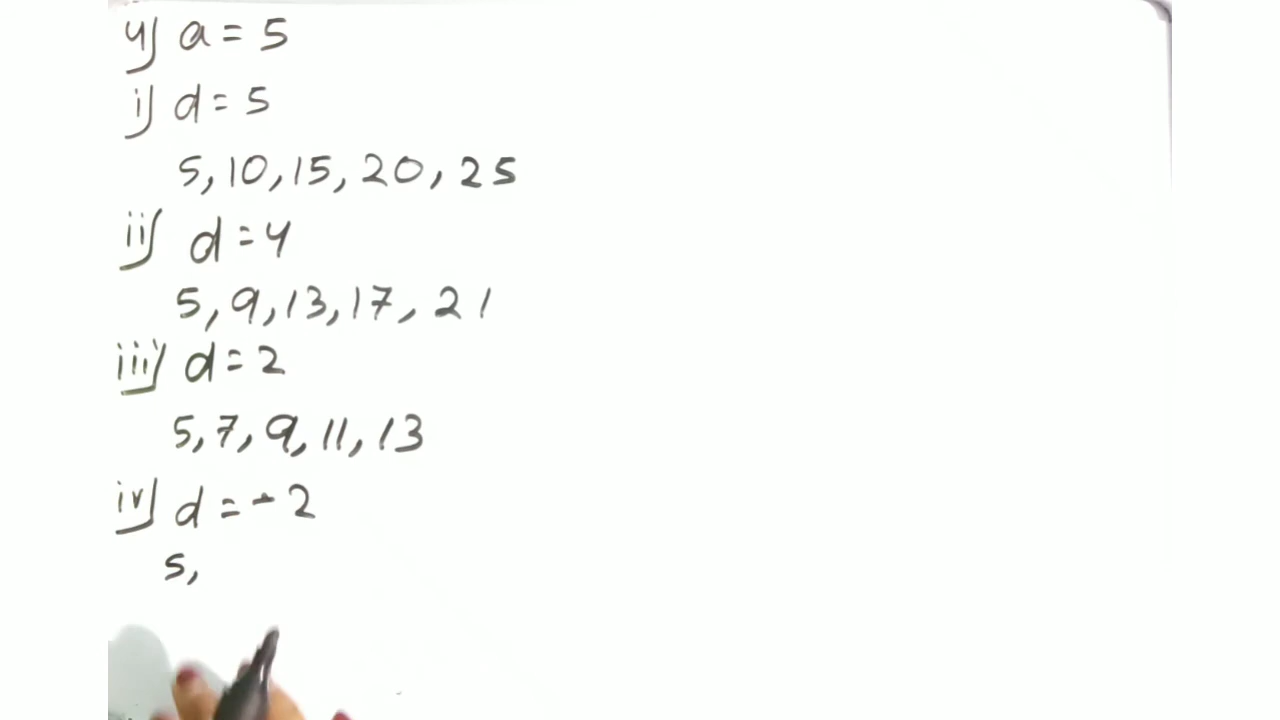 4) a = 5
i) d = 5
5, 10, 15, 20, 25
ii) d = 4
5, 9, 13, 17, 21
iii) d = 2
5, 7, 9, 11, 13
iv) d = -2
5,